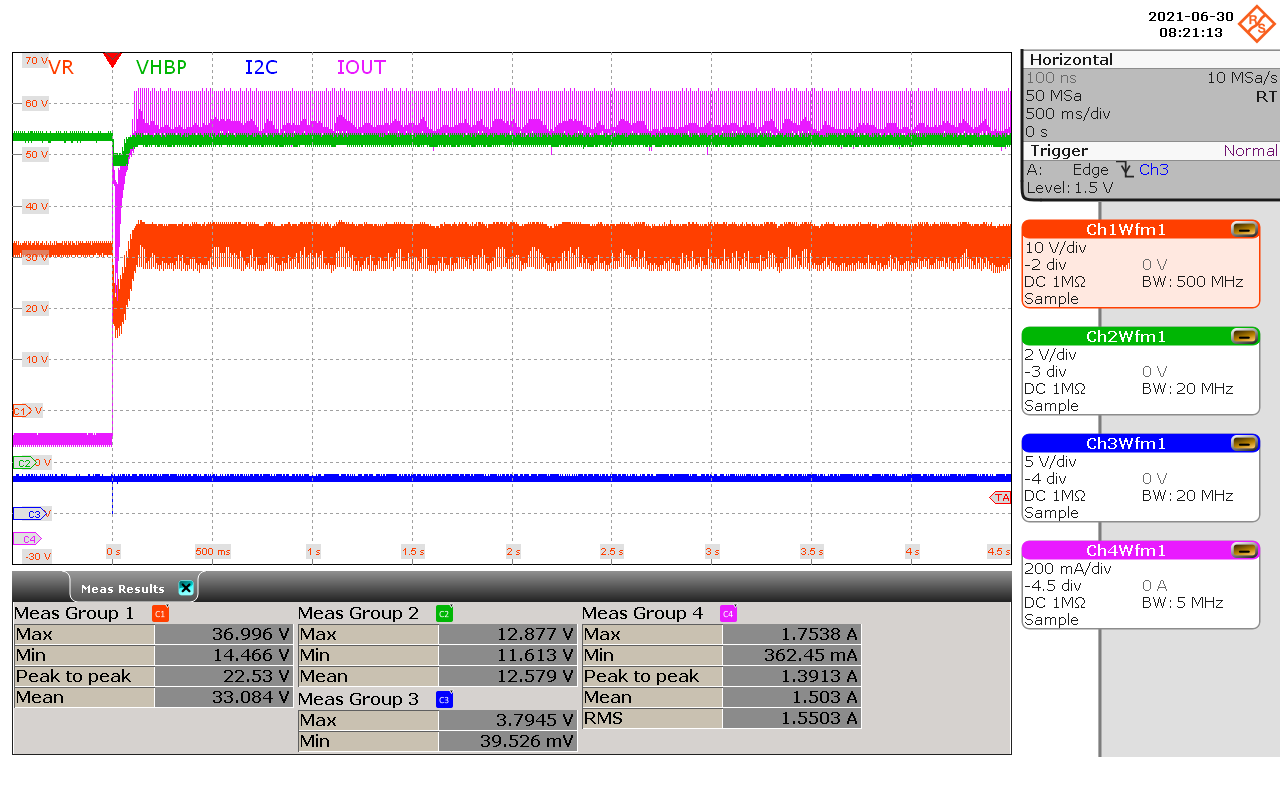 2021-06-30
08:21:13
R&S
VR VHBP I2C IOUT
70 V
60 V
50 V
40 V
30 V
20 V
10 V
C1 V
C2 0 V
C3 V
C4
-30 V
0 s 500 ms 1 s 1.5 s 2 s 2.5 s 3 s 3.5 s 4 s 4.5 s
TA
Horizontal
100 ns 10 MSa/s
50 MSa RT
500 ms/div
0 s
Trigger Normal
A: Edge Ch3
Level: 1.5 V
Ch1Wfm1
10 V/div
-2 div 0 V
DC 1MΩ BW: 500 MHz
Sample
Ch2Wfm1
2 V/div
-3 div 0 V
DC 1MΩ BW: 20 MHz
Sample
Ch3Wfm1
5 V/div
-4 div 0 V
DC 1MΩ BW: 20 MHz
Sample
Ch4Wfm1
200 mA/div
-4.5 div 0 A
DC 1MΩ BW: 5 MHz
Sample
Meas Results
Meas Group 1 C1
Max 36.996 V
Min 14.466 V
Peak to peak 22.53 V
Mean 33.084 V
Meas Group 2 C2
Max 12.877 V
Min 11.613 V
Mean 12.579 V
Meas Group 3 C3
Max 3.7945 V
Min 39.526 mV
Meas Group 4 C4
Max 1.7538 A
Min 362.45 mA
Peak to peak 1.3913 A
Mean 1.503 A
RMS 1.5503 A